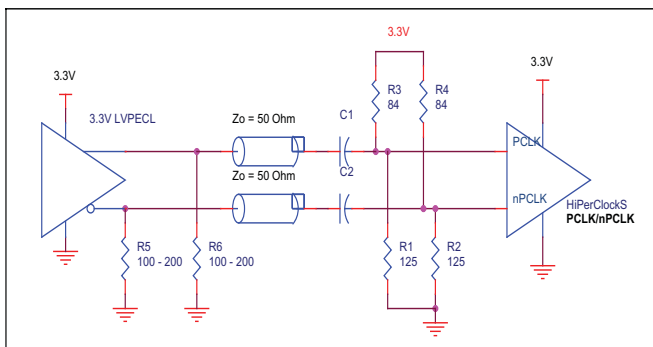 3.3V
3.3V
3.3V
R3
84
R4
84
3.3V LVPECL
Zo = 50 Ohm
C1
PCLK
Zo = 50 Ohm
C2
nPCLK
HiPerClockS
PCLK/nPCLK
R5
100 - 200
R6
100 - 200
R1
125
R2
125